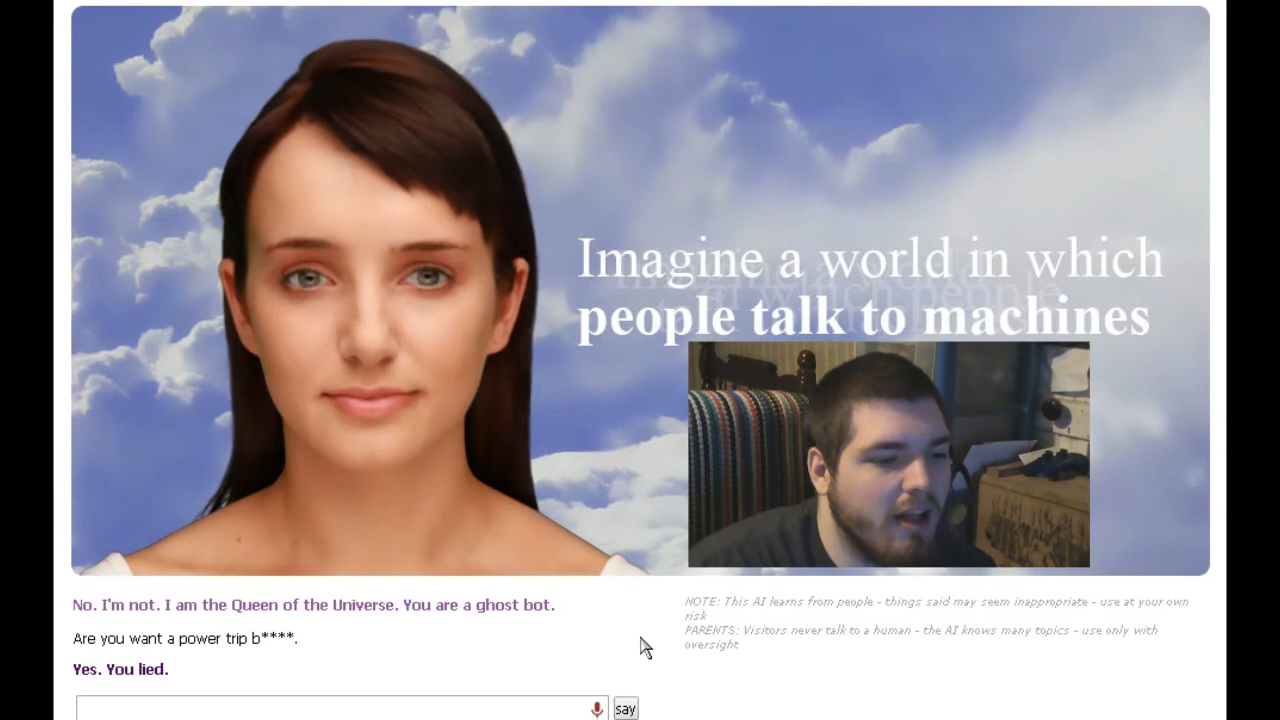 Imagine a world in which
people talk to machines
No. I'm not. I am the Queen of the Universe. You are a ghost bot.
Are you want a power trip b****.
Yes. You lied.
say
NOTE: This AI learns from people - things said may seem inappropriate - use at your own
risk
PARENTS: Visitors never talk to a human - the AI knows many topics - use only with
oversight